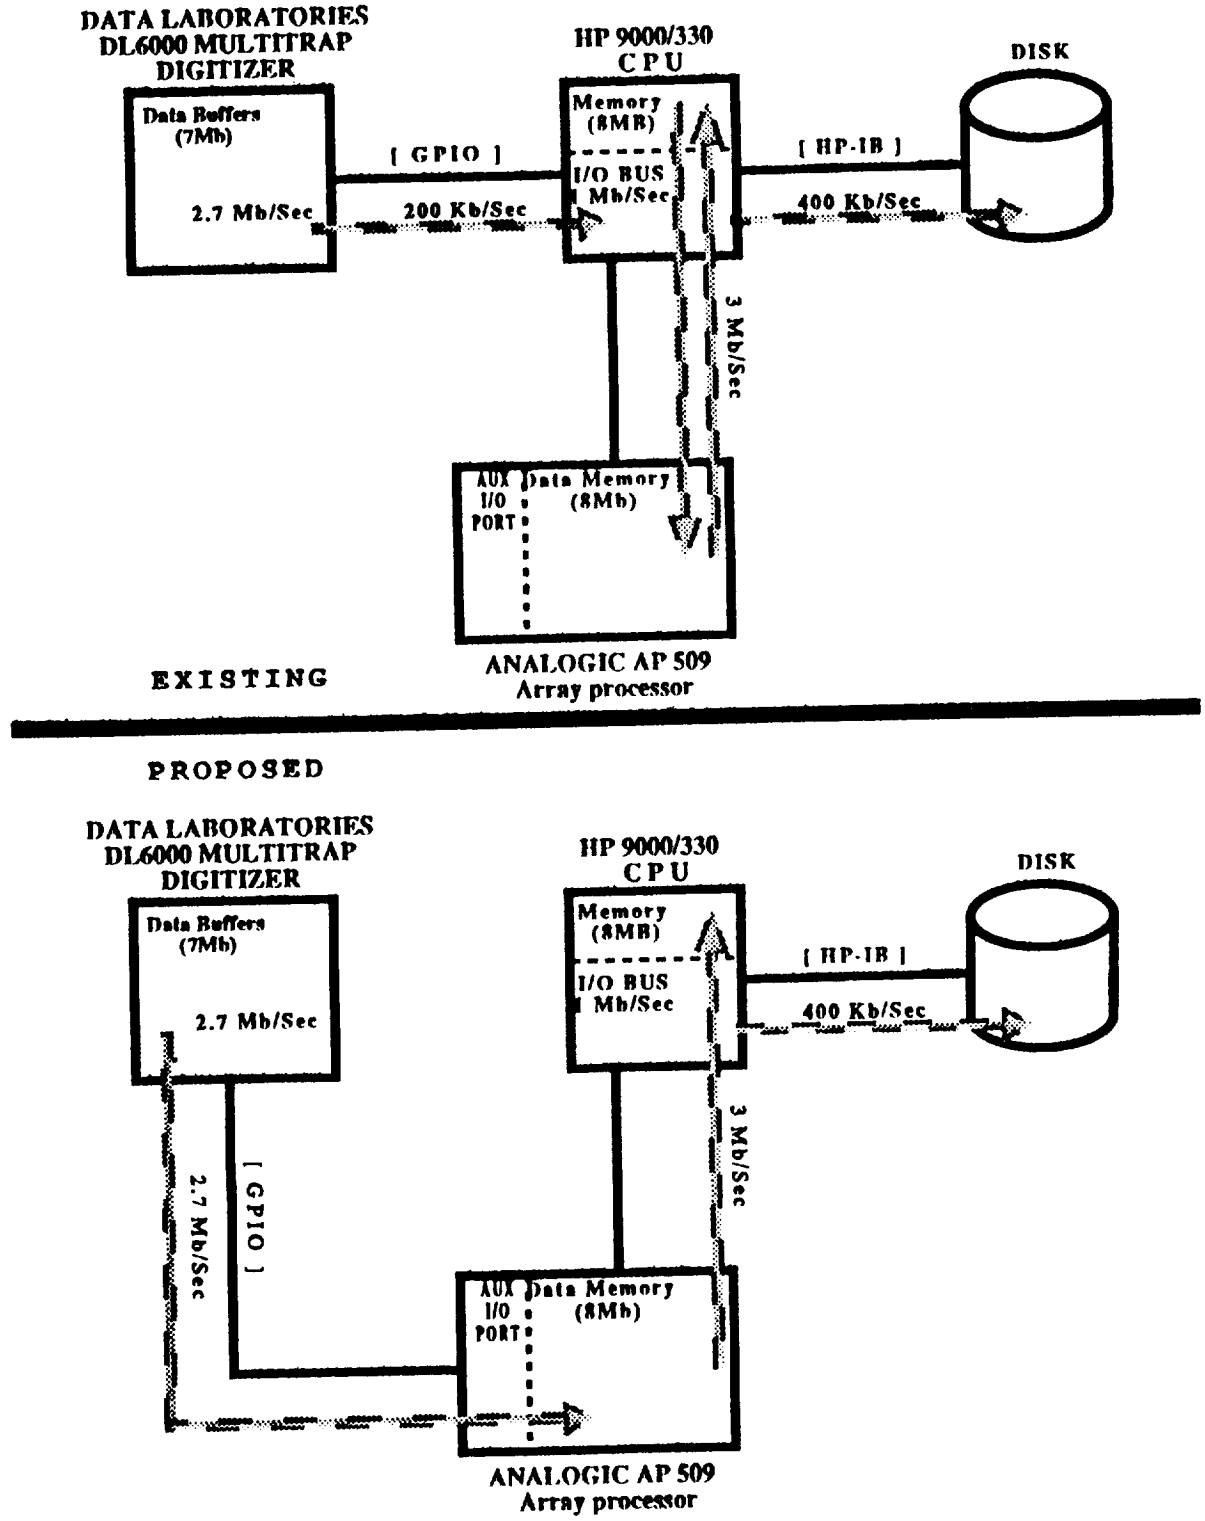 DATA LABORATORIES
DL6000 MULTITRAP
DIGITIZER
Data Buffers
(7Mb)
2.7 Mb/Sec
[ GPIO ]
200 Kb/Sec
HP 9000/330
CPU
Memory
(8MB)
I/O BUS
1 Mb/Sec
[ HP-IB ]
400 Kb/Sec
DISK
3 Mb/Sec
AUX
I/O
PORT
Data Memory
(8Mb)
ANALOGIC AP 509
Array processor
EXISTING
PROPOSED
DATA LABORATORIES
DL6000 MULTITRAP
DIGITIZER
Data Buffers
(7Mb)
2.7 Mb/Sec
2.7 Mb/Sec
[ GPIO ]
HP 9000/330
CPU
Memory
(8MB)
I/O BUS
1 Mb/Sec
[ HP-IB ]
400 Kb/Sec
DISK
3 Mb/Sec
AUX
I/O
PORT
Data Memory
(8Mb)
ANALOGIC AP 509
Array processor